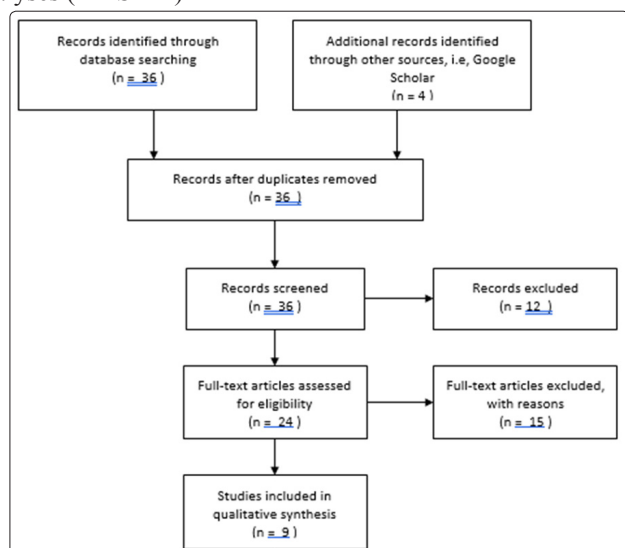 Records identified through
database searching
(n = 36 )
Additional records identified
through other sources, i.e, Google
Scholar
(n = 4 )
Records after duplicates removed
(n = 36 )
Records screened
(n = 36 )
Records excluded
(n = 12 )
Full-text articles assessed
for eligibility
(n = 24 )
Full-text articles excluded,
with reasons
(n = 15 )
Studies included in
qualitative synthesis
(n = 9 )